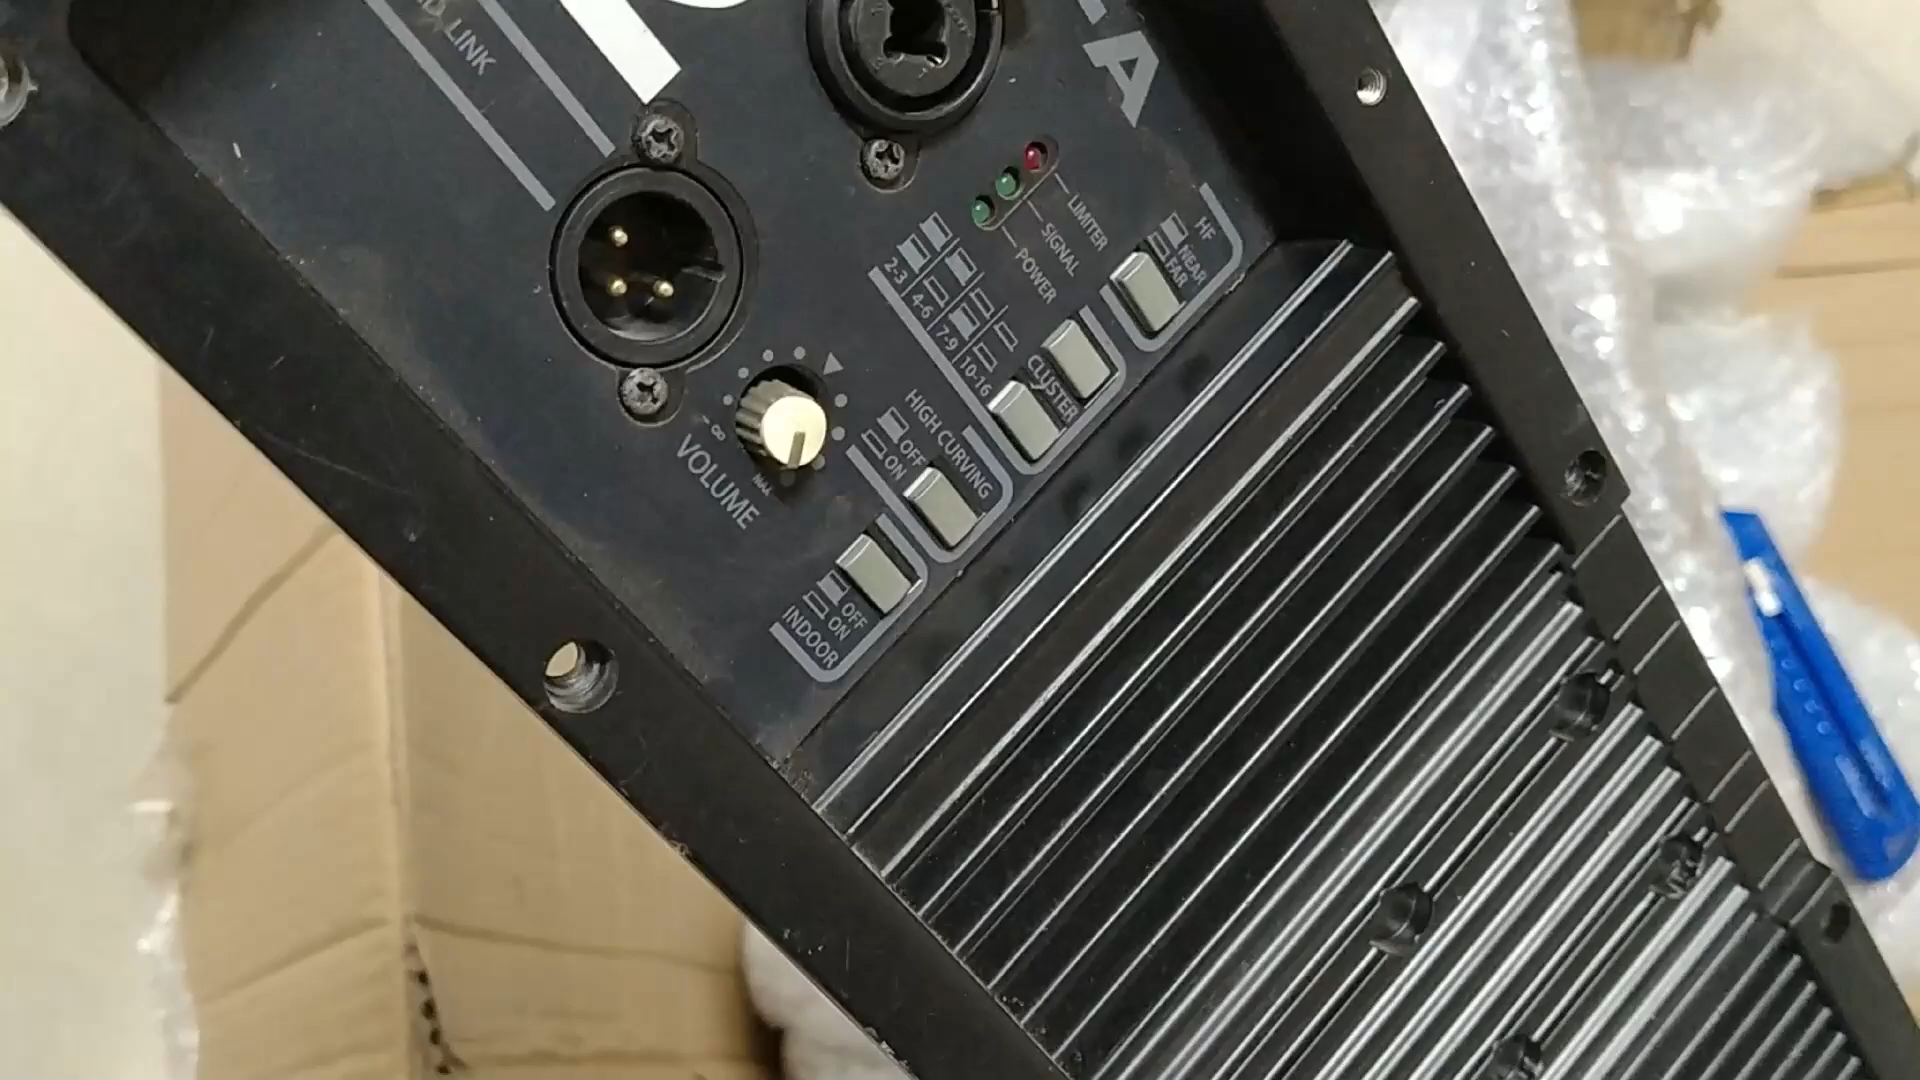 LINK
A
LIMITER
SIGNAL
POWER
HF
NEAR
FAR
2-3
4-6
7-9
10-16
CLUSTER
HIGH CURVING
OFF
ON
- ∞
MAX
VOLUME
OFF
ON
INDOOR